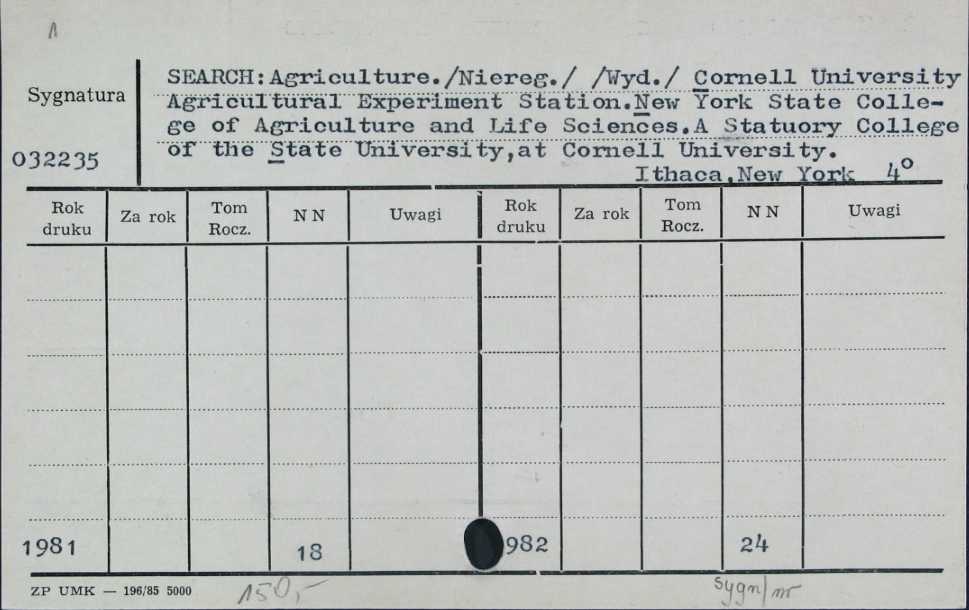 1
SEARCH:Agriculture./Niereg./ /Wyd./ Cornell University
Sygnatura
Agricultural Experiment Station.New York State Colle-
ge of Agriculture and Life Sciences.A Statuory College
032235
of the State University,at Cornell University.
Ithaca,New York 4°
Rok druku Za rok Tom Rocz. N N Uwagi Rok druku Za rok Tom Rocz. N N Uwagi
1981 18 982 24
ZP UMK — 196/85 5000 150,- sygn/nr